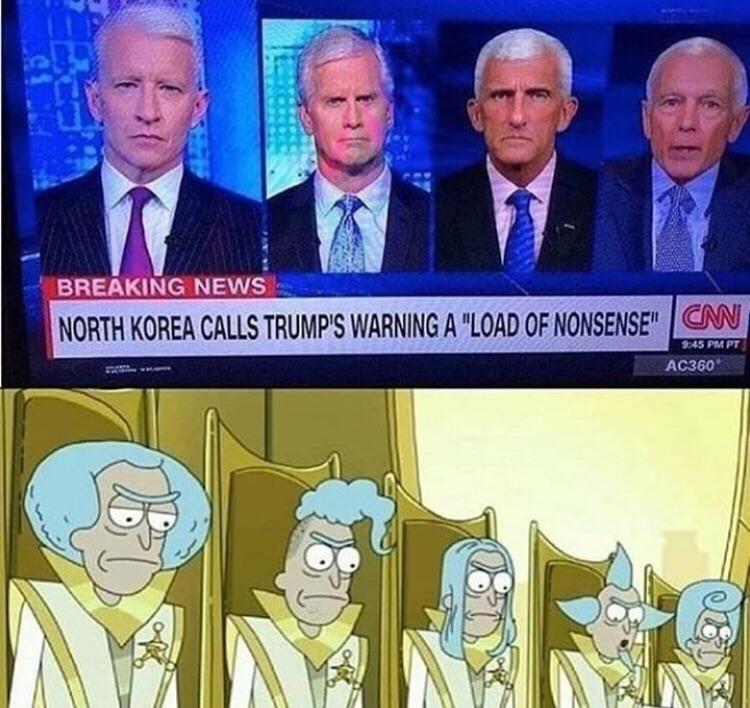 BREAKING NEWS
NORTH KOREA CALLS TRUMP'S WARNING A "LOAD OF NONSENSE"
CNN
9:45 PM PT
AC360°